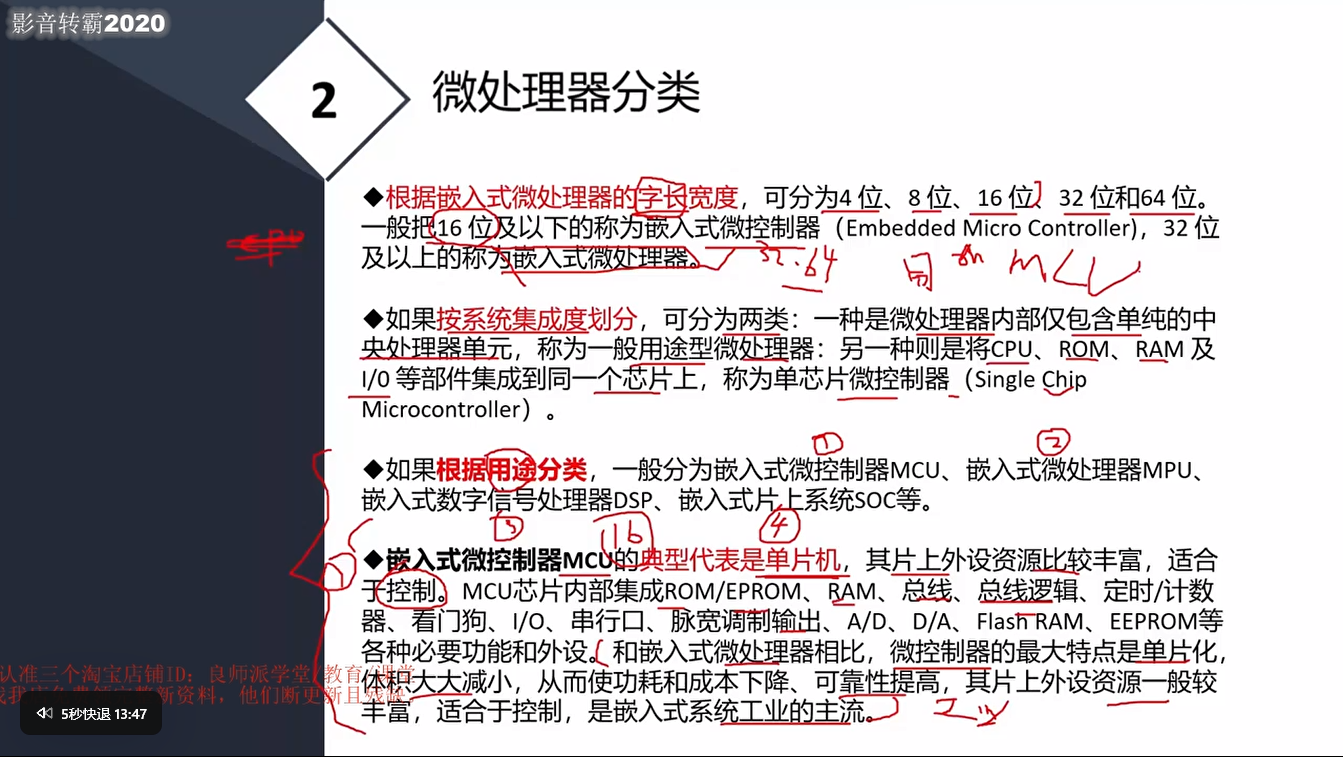 影音转霸2020
2
微处理器分类
◆根据嵌入式微处理器的字长宽度，可分为4 位、8 位、16 位、32 位和64 位。
一般把16 位及以下的称为嵌入式微控制器（Embedded Micro Controller)，32 位
及以上的称为嵌入式微处理器。
32.64
用
MCU
◆如果按系统集成度划分，可分为两类：一种是微处理器内部仅包含单纯的中
央处理器单元，称为一般用途型微处理器：另一种则是将CPU、ROM、RAM 及
I/0 等部件集成到同一个芯片上，称为单芯片微控制器（Single Chip
Microcontroller）。
① ②
◆如果根据用途分类，一般分为嵌入式微控制器MCU、嵌入式微处理器MPU、
嵌入式数字信号处理器DSP、嵌入式片上系统SOC等。
③ 16 ④
◆嵌入式微控制器MCU的典型代表是单片机，其片上外设资源比较丰富，适合
于控制。MCU芯片内部集成ROM/EPROM、RAM、总线、总线逻辑、定时/计数
器、看门狗、I/O、串行口、脉宽调制输出、A/D、D/A、Flash RAM、EEPROM等
各种必要功能和外设。和嵌入式微处理器相比，微控制器的最大特点是单片化，
体积大大减小，从而使功耗和成本下降、可靠性提高，其片上外设资源一般较
丰富，适合于控制，是嵌入式系统工业的主流。
工业
认准三个淘宝店铺ID：良师派学堂/教育/课堂
新资料，他们断更新且残缺
5秒快退 13:47